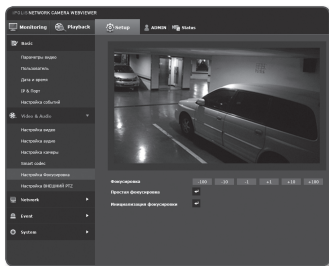 iPOLiS NETWORK CAMERA WEBVIEWER
Monitoring
Playback
Setup
ADMIN
Status
Basic
Параметры видео
Пользователь
Дата и время
IP & Порт
Настройка событий
Video & Audio
Настройка видео
Настройка аудио
Настройка камеры
Smart codec
Настройка Фокусировка
Настройка ВНЕШНИЙ PTZ
Network
Event
System
Фокусировка
-100 -10 -1 +1 +10 +100
Простая фокусировка
Инициализация фокусировки